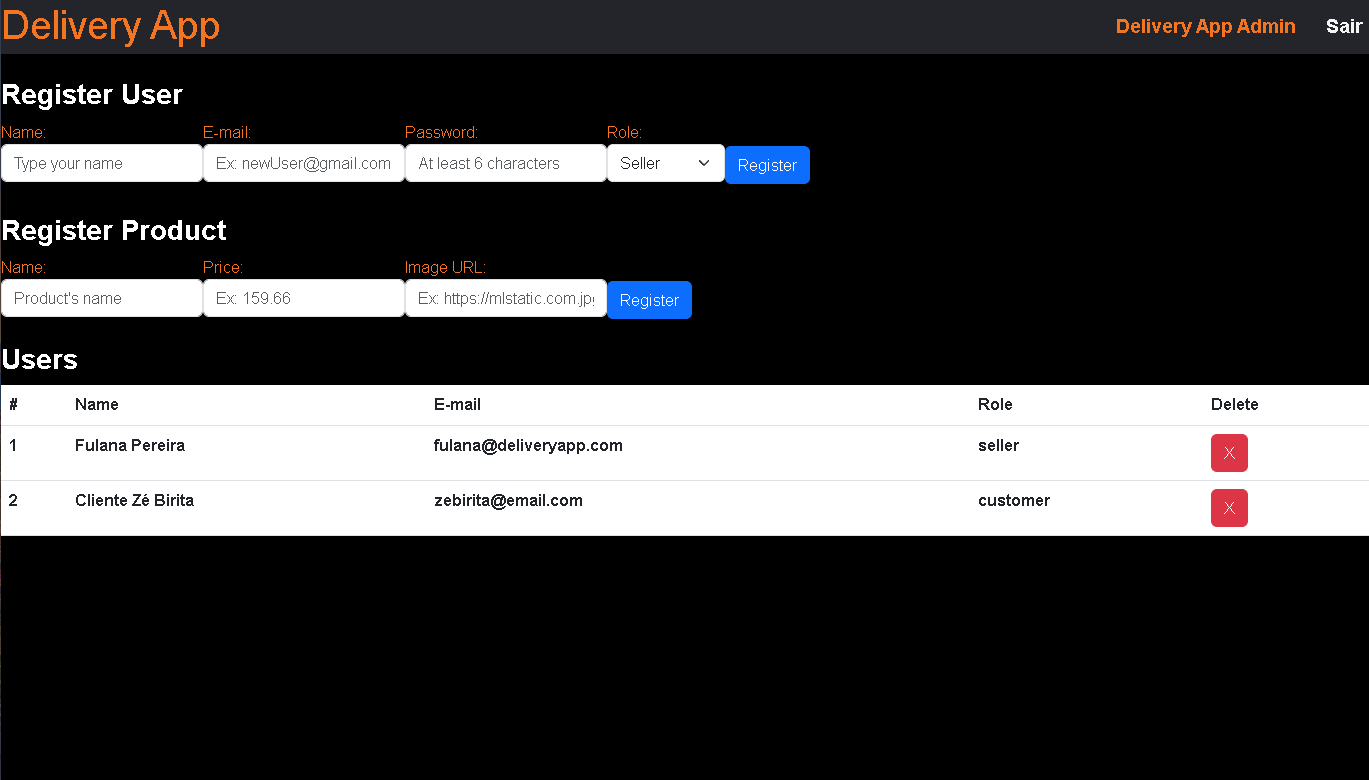 Delivery App Delivery App Admin Sair
Register User
Name: E-mail: Password: Role:
Type your name Ex: newUser@gmail.com At least 6 characters Seller Register
Register Product
Name: Price: Image URL:
Product's name Ex: 159.66 Ex: https://mlstatic.com.jpg Register
Users
# Name E-mail Role Delete
1 Fulana Pereira fulana@deliveryapp.com seller X
2 Cliente Zé Birita zebirita@email.com customer X